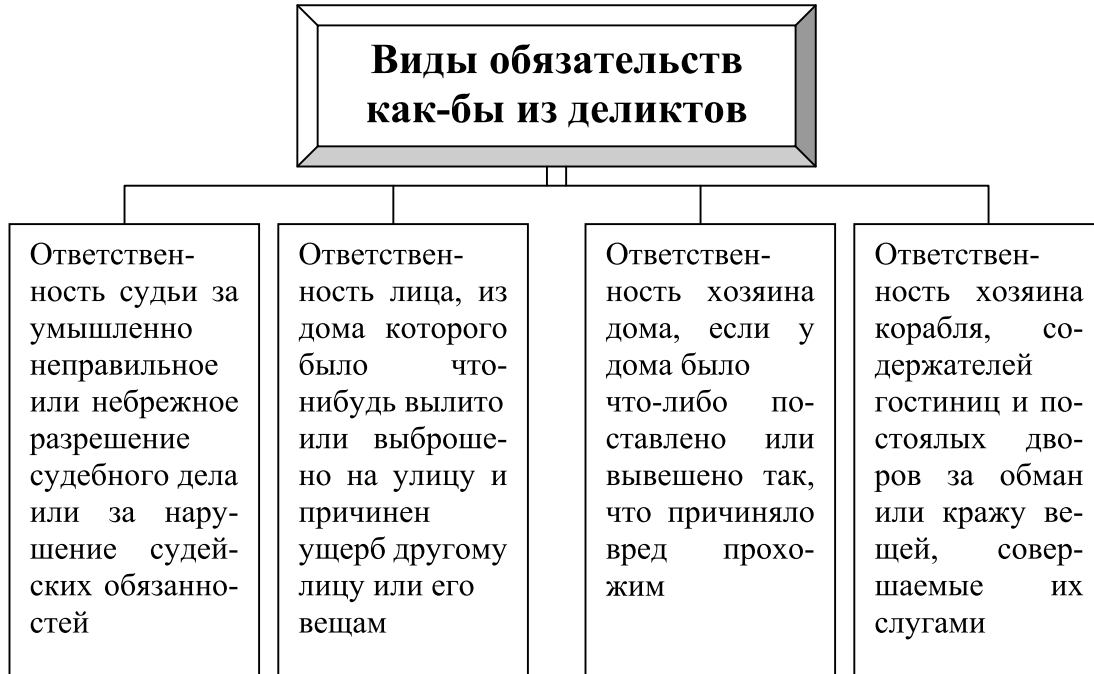 Виды обязательств
как-бы из деликтов
Ответствен-
ность судьи за
умышленно
неправильное
или небрежное
разрешение
судебного дела
или за нару-
шение судей-
ских обязанно-
стей
Ответствен-
ность лица, из
дома которого
было что-
нибудь вылито
или выброше-
но на улицу и
причинен
ущерб другому
лицу или его
вещам
Ответствен-
ность хозяина
дома, если у
дома было
что-либо по-
ставлено или
вывешено так,
что причиняло
вред прохо-
жим
Ответствен-
ность хозяина
корабля, со-
держателей
гостиниц и по-
стоялых дво-
ров за обман
или кражу ве-
щей, совер-
шаемые их
слугами